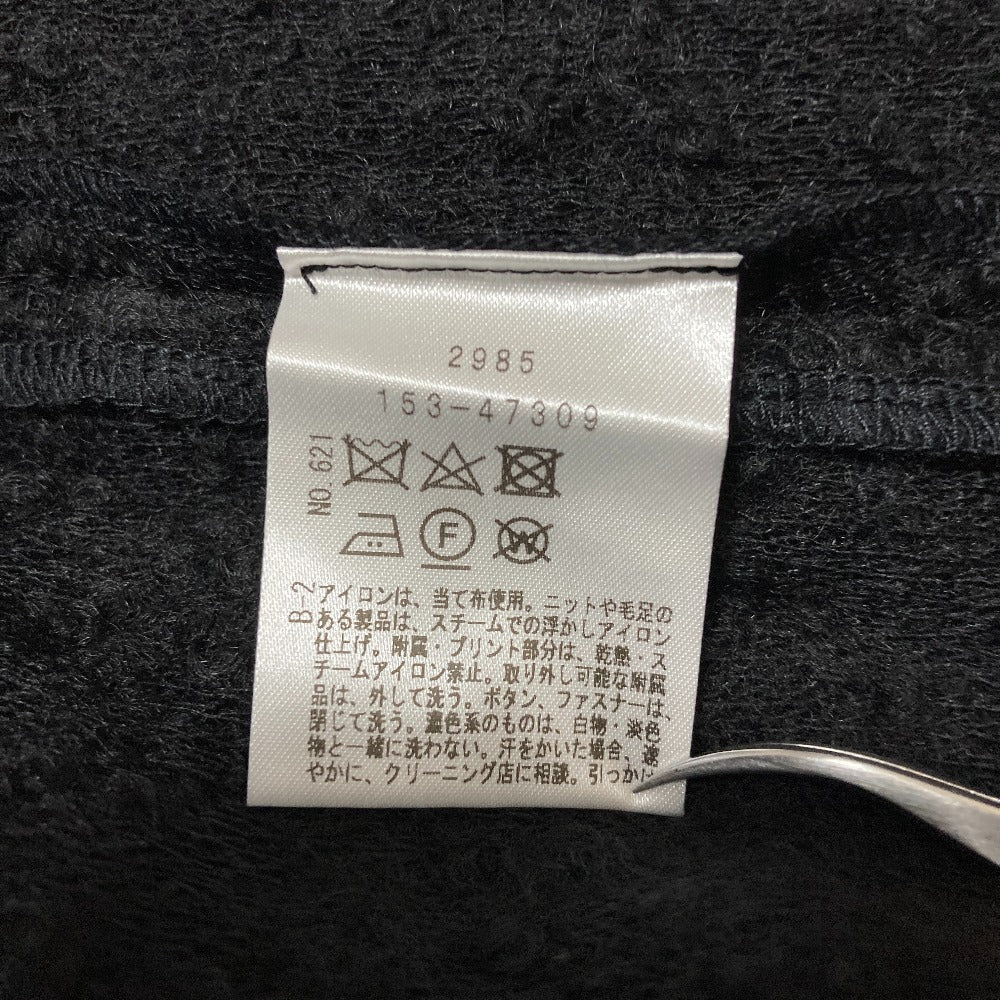 2985
153-47309
NO.621
F
W
B-2
アイロンは、当て布使用。ニットや毛足の
ある製品は、スチームでの浮かしアイロン
仕上げ。附属・プリント部分は、乾熱・ス
チームアイロン禁止。取り外し可能な附属
品は、外して洗う。ボタン、ファスナーは、
閉じて洗う。濃色系のものは、白物・淡色
物と一緒に洗わない。汗をかいた場合、速
やかに、クリーニング店に相談。引っかけ